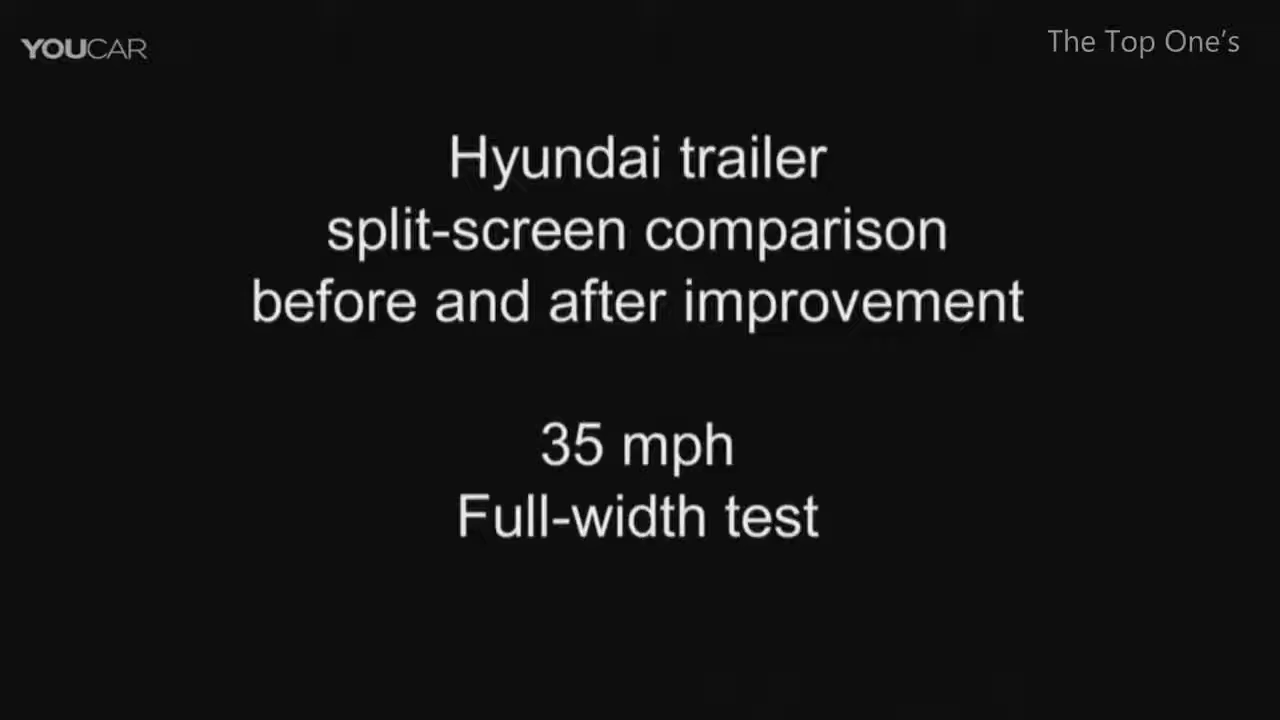 YOUCAR
The Top One's
Hyundai trailer
split-screen comparison
before and after improvement
35 mph
Full-width test